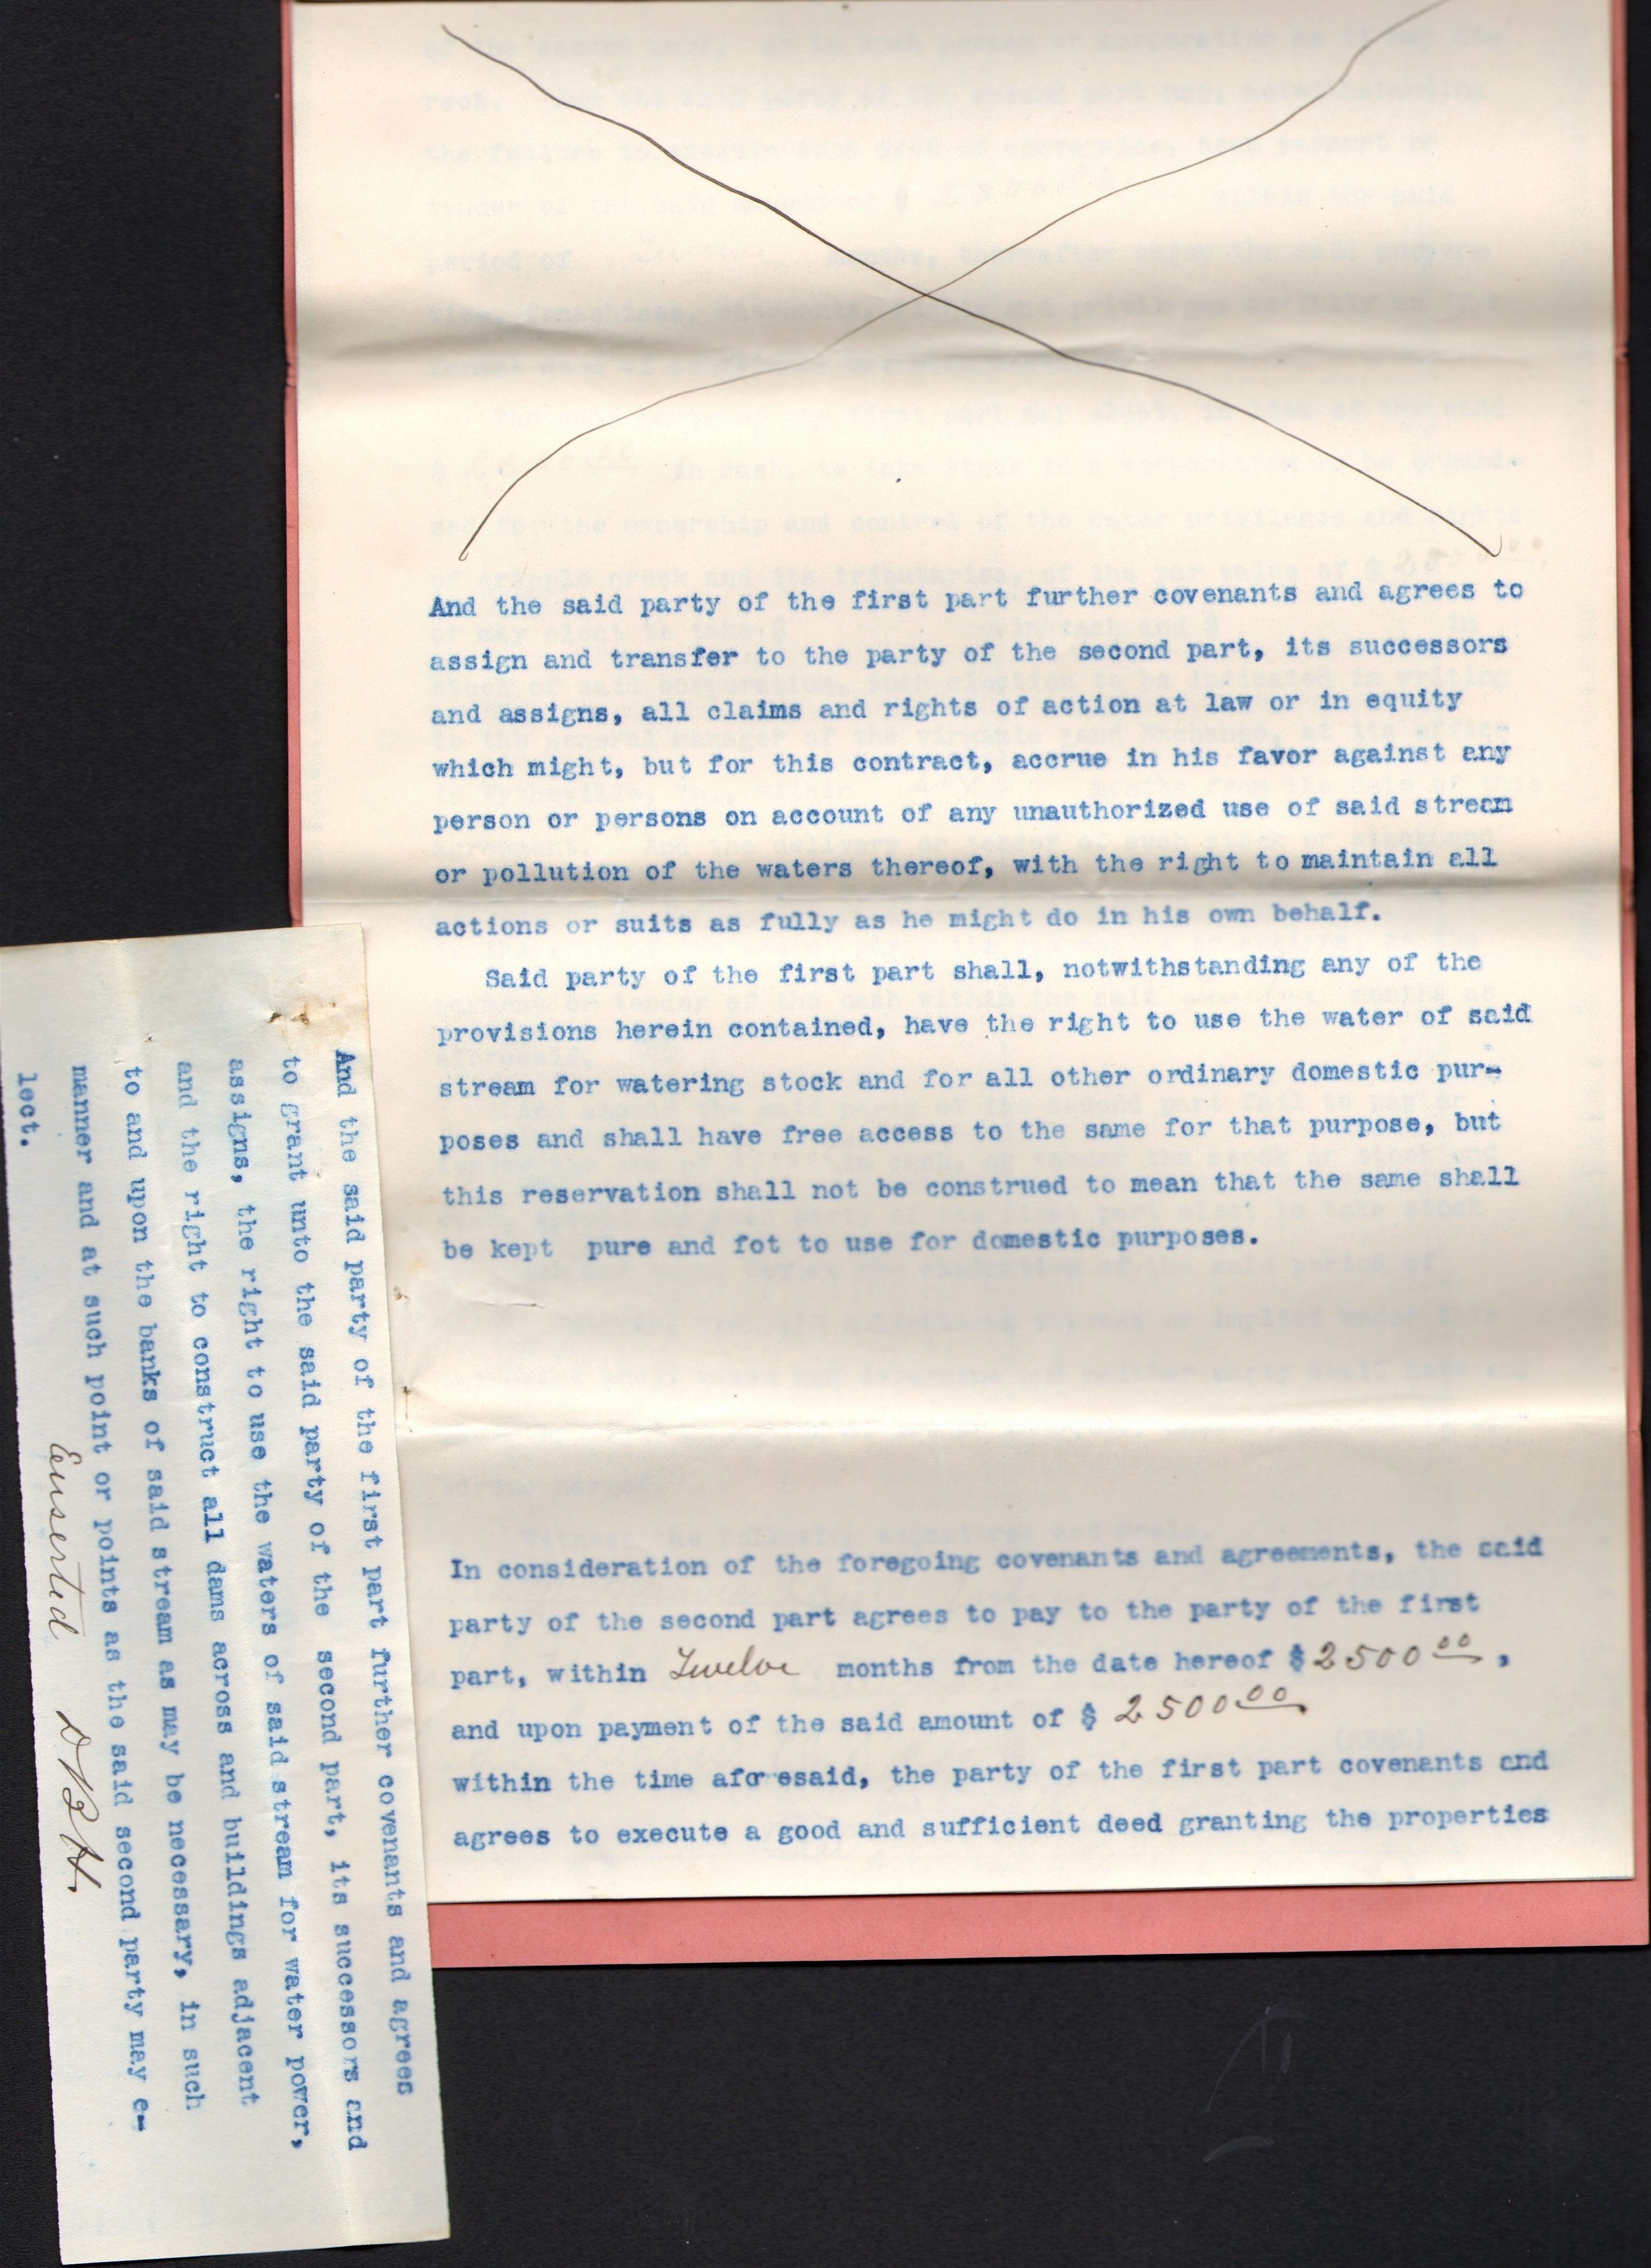 And the said party of the first part further covenants and agrees to
assign and transfer to the party of the second part, its successors
and assigns, all claims and rights of action at law or in equity
which might, but for this contract, accrue in his favor against any
person or persons on account of any unauthorized use of said stream
or pollution of the waters thereof, with the right to maintain all
actions or suits as fully as he might do in his own behalf.
Said party of the first part shall, notwithstanding any of the
provisions herein contained, have the right to use the water of said
stream for watering stock and for all other ordinary domestic pur-
poses and shall have free access to the same for that purpose, but
this reservation shall not be construed to mean that the same shall
be kept pure and fot to use for domestic purposes.
In consideration of the foregoing covenants and agreements, the said
party of the second part agrees to pay to the party of the first
part, within Twelve months from the date hereof $2500.00,
and upon payment of the said amount of $ 2500.00
within the time aforesaid, the party of the first part covenants and
agrees to execute a good and sufficient deed granting the properties
And the said party of the first part further covenants and agrees
to grant unto the said party of the second part, its successors and
assigns, the right to use the waters of said stream for water power,
and the right to construct all dams across and buildings adjacent
to and upon the banks of said stream as may be necessary, in such
manner and at such point or points as the said second party may e-
lect.
Enserted D B H.